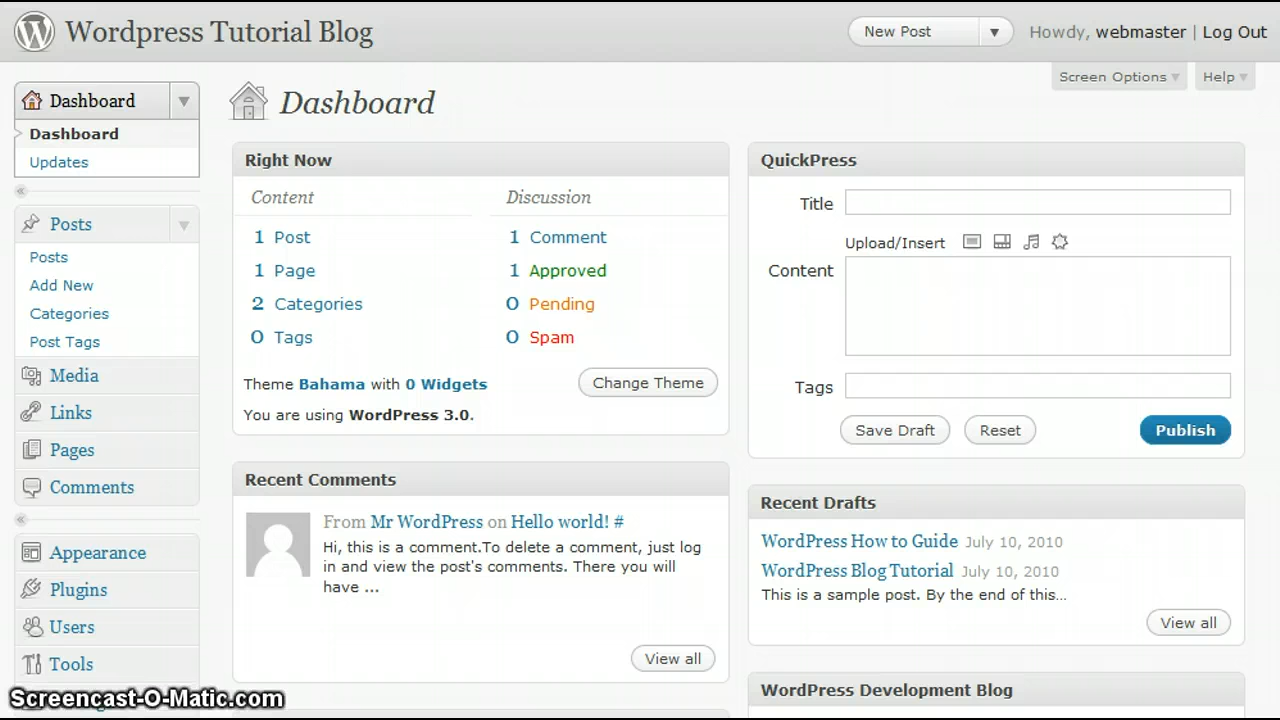 Wordpress Tutorial Blog
New Post
Howdy, webmaster | Log Out
Screen Options
Help
Dashboard
Dashboard
Updates
Posts
Posts
Add New
Categories
Post Tags
Media
Links
Pages
Comments
Appearance
Plugins
Users
Tools
Dashboard
Right Now
Content
1 Post
1 Page
2 Categories
0 Tags
Discussion
1 Comment
1 Approved
0 Pending
0 Spam
Theme Bahama with 0 Widgets
Change Theme
You are using WordPress 3.0.
Recent Comments
From Mr WordPress on Hello world! #
Hi, this is a comment.To delete a comment, just log
in and view the post's comments. There you will
have ...
View all
QuickPress
Title
Upload/Insert
Content
Tags
Save Draft
Reset
Publish
Recent Drafts
WordPress How to Guide July 10, 2010
WordPress Blog Tutorial July 10, 2010
This is a sample post. By the end of this...
View all
WordPress Development Blog
Screencast-O-Matic.com